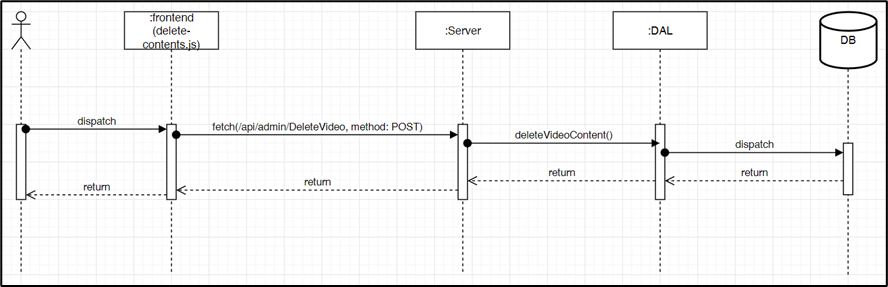 :frontend
(delete-
contents.js)
:Server
:DAL
DB
dispatch
fetch(/api/admin/DeleteVideo, method: POST)
deleteVideoContent()
dispatch
return
return
return
return